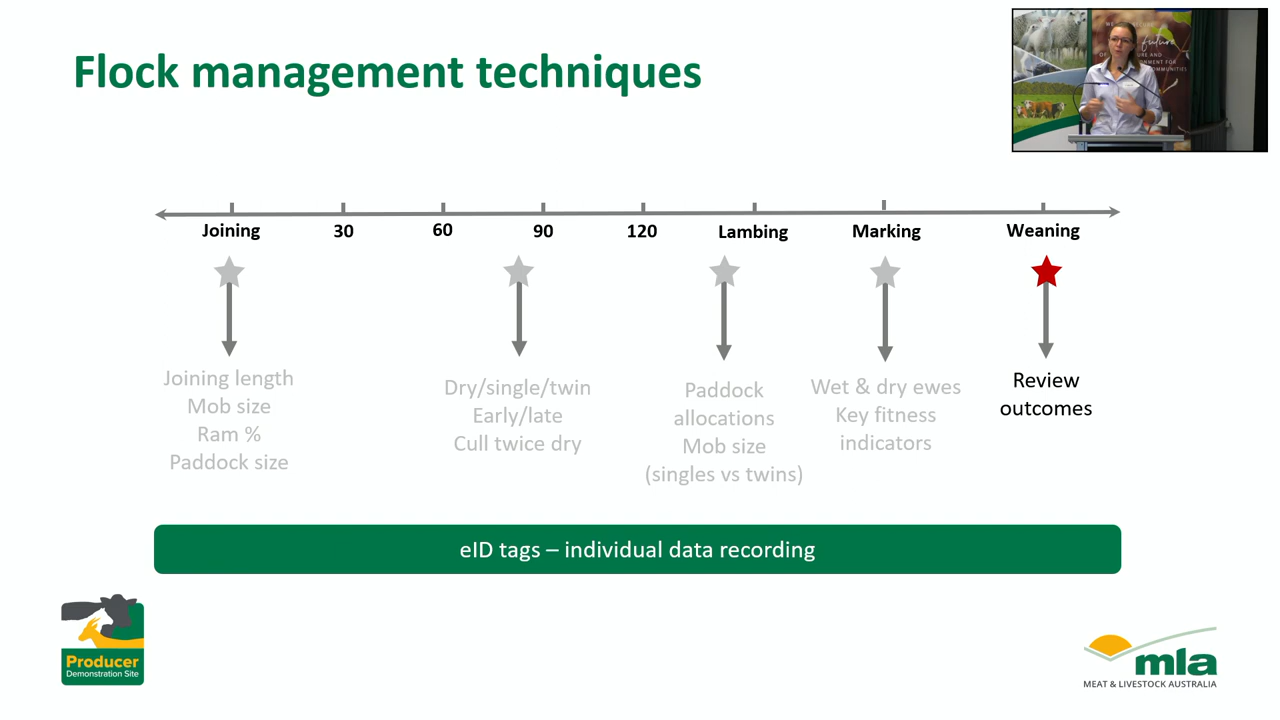 Flock management techniques
future
Joining
30
60
90
120
Lambing
Marking
Weaning
Joining length
Mob size
Ram %
Paddock size
Dry/single/twin
Early/late
Cull twice dry
Paddock
allocations
Mob size
(singles vs twins)
Wet & dry ewes
Key fitness
indicators
Review
outcomes
eID tags – individual data recording
Producer
Demonstration Site
mla
MEAT & LIVESTOCK AUSTRALIA